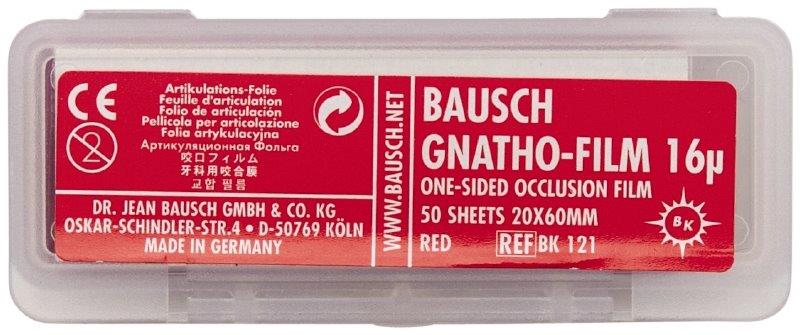 CE
2
Artikulations-Folie
Feuille d'articulation
Folio de articulación
Pellicola per articolazione
Folia artykulacyjna
Артикуляционная Фольга
咬口フィルム
牙科用咬合膜
교합 필름
DR. JEAN BAUSCH GMBH & CO. KG
OSKAR-SCHINDLER-STR.4 • D-50769 KÖLN
MADE IN GERMANY
WWW.BAUSCH.NET
BAUSCH
GNATHO-FILM 16µ
ONE-SIDED OCCLUSION FILM
50 SHEETS 20X60MM
RED REF BK 121
BK